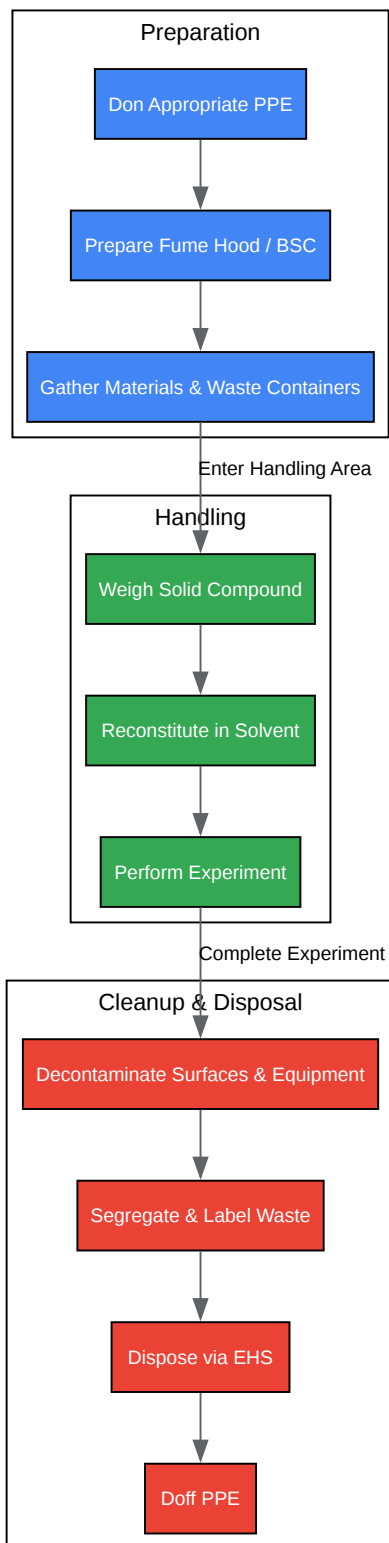 Preparation
Don Appropriate PPE
Prepare Fume Hood / BSC
Gather Materials & Waste Containers
Enter Handling Area
Handling
Weigh Solid Compound
Reconstitute in Solvent
Perform Experiment
Complete Experiment
Cleanup & Disposal
Decontaminate Surfaces & Equipment
Segregate & Label Waste
Dispose via EHS
Doff PPE